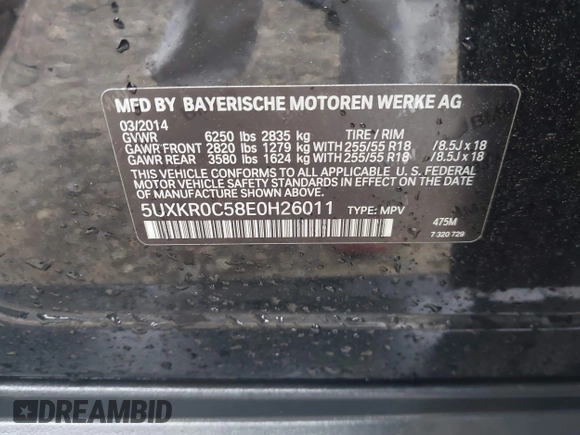 MFD BY BAYERISCHE MOTOREN WERKE AG
03/2014
GVWR 6250 lbs 2835 kg TIRE / RIM
GAWR FRONT 2820 lbs 1279 kg WITH 255/55 R18 / 8.5J x 18
GAWR REAR 3580 lbs 1624 kg WITH 255/55 R18 / 8.5J x 18
THIS VEHICLE CONFORMS TO ALL APPLICABLE U. S. FEDERAL
MOTOR VEHICLE SAFETY STANDARDS IN EFFECT ON THE DATE
OF MANUFACTURE SHOWN ABOVE.
5UXKR0C58E0H26011 TYPE: MPV 475M
7 320 729
DREAMBID